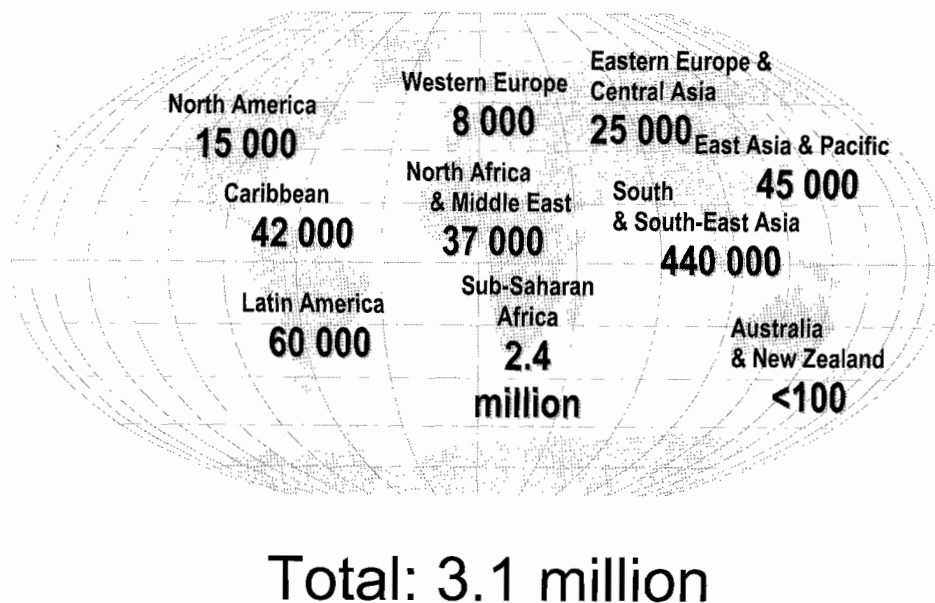 North America
15 000
Western Europe
8 000
Eastern Europe &
Central Asia
25 000
East Asia & Pacific
45 000
Caribbean
42 000
North Africa
& Middle East
37 000
South
& South-East Asia
440 000
Latin America
60 000
Sub-Saharan
Africa
2.4
million
Australia
& New Zealand
<100
Total: 3.1 million